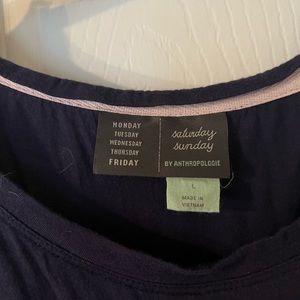 MONDAY
TUESDAY
WEDNESDAY
THURSDAY
FRIDAY
saturday
sunday
BY ANTHROPOLOGIE
L
MADE IN
VIETNAM